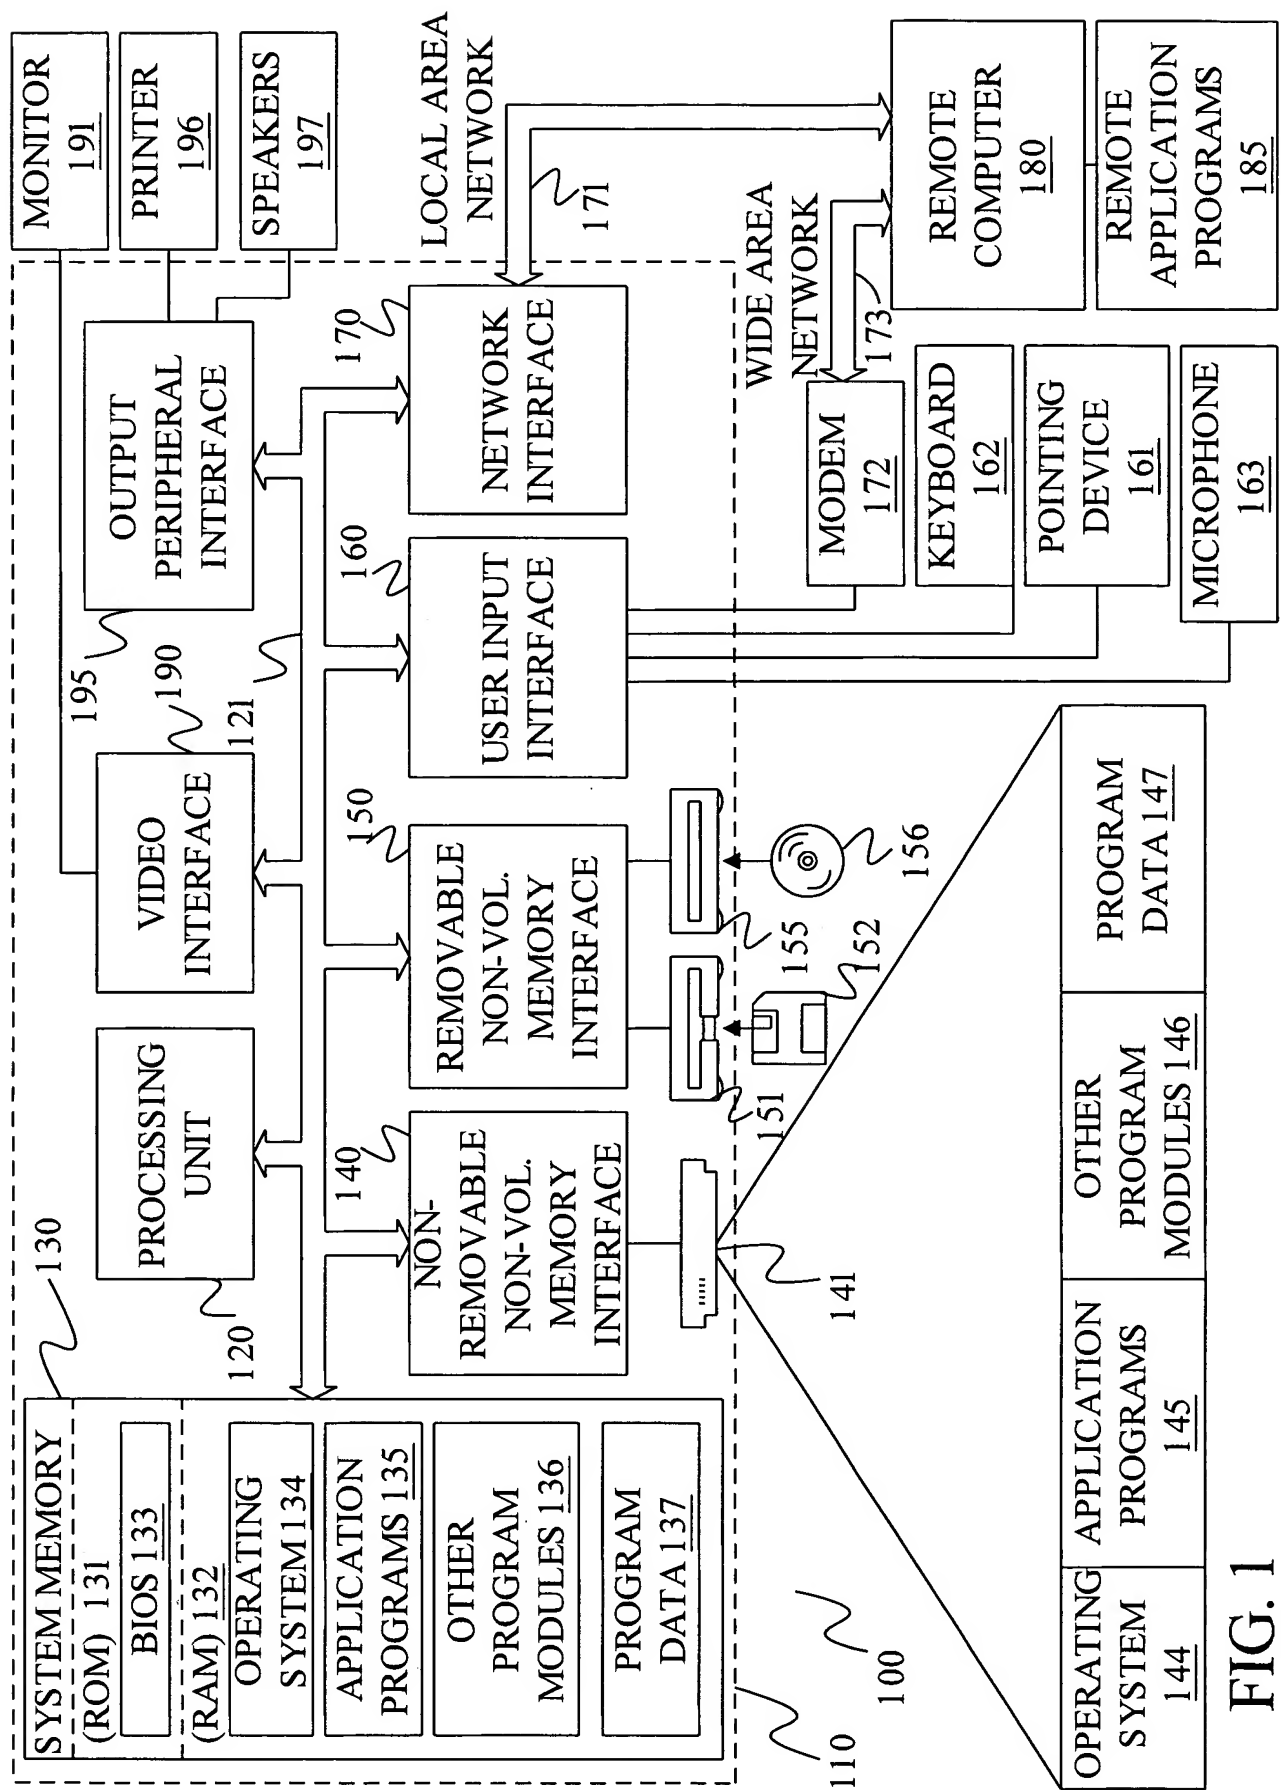 SYSTEM MEMORY
(ROM) 131
BIOS 133
(RAM) 132
OPERATING
SYSTEM 134
APPLICATION
PROGRAMS 135
OTHER
PROGRAM
MODULES 136
PROGRAM
DATA 137
130
120
PROCESSING
UNIT
VIDEO
INTERFACE
190
121
195
OUTPUT
PERIPHERAL
INTERFACE
MONITOR
191
PRINTER
196
SPEAKERS
197
140
NON-
REMOVABLE
NON-VOL.
MEMORY
INTERFACE
150
REMOVABLE
NON-VOL.
MEMORY
INTERFACE
160
USER INPUT
INTERFACE
170
NETWORK
INTERFACE
LOCAL AREA
NETWORK
171
WIDE AREA
NETWORK
173
141
151
152
155
156
MODEM
172
KEYBOARD
162
POINTING
DEVICE
161
MICROPHONE
163
REMOTE
COMPUTER
180
REMOTE
APPLICATION
PROGRAMS
185
110
100
OPERATING
SYSTEM
144
APPLICATION
PROGRAMS
145
OTHER
PROGRAM
MODULES 146
PROGRAM
DATA 147
FIG. 1